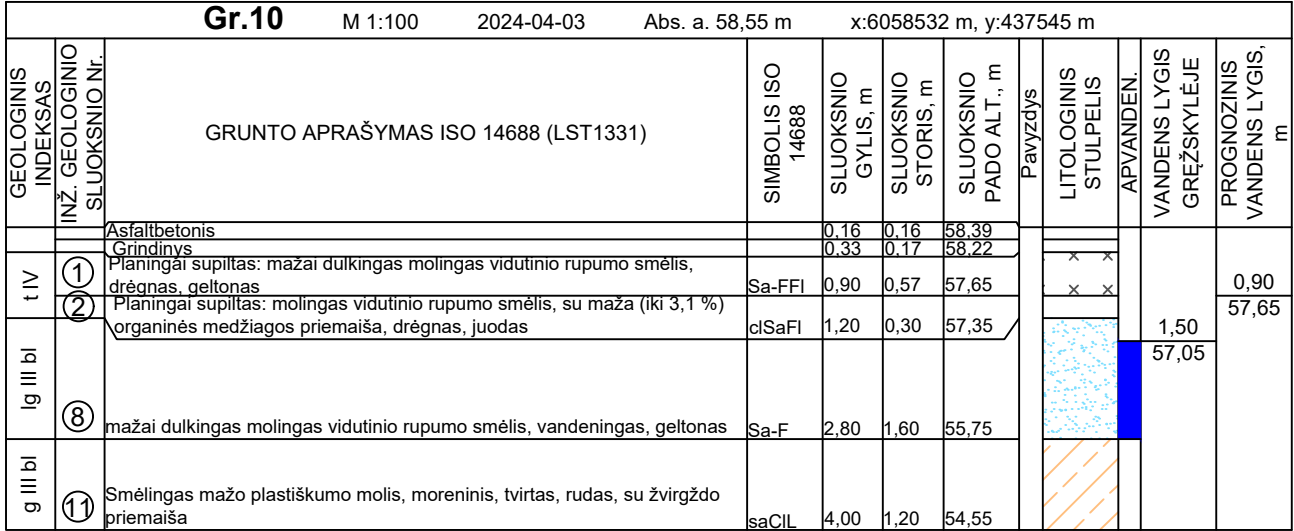 Gr.10 M 1:100 2024-04-03 Abs. a. 58,55 m x:6058532 m, y:437545 m
GEOLOGINIS
INDEKSAS
INŽ. GEOLOGINIO
SLUOKSNIO Nr.
GRUNTO APRAŠYMAS ISO 14688 (LST1331)
SIMBOLIS ISO
14688
SLUOKSNIO
GYLIS, m
SLUOKSNIO
STORIS, m
SLUOKSNIO
PADO ALT., m
Pavyzdys
LITOLOGINIS
STULPELIS
APVANDEN.
VANDENS LYGIS
GRĘŽSKYLĖJE
PROGNOZINIS
VANDENS LYGIS,
m
Asfaltbetonis 0,16 0,16 58,39
Grindinys 0,33 0,17 58,22
t IV
1
Planingai supiltas: mažai dulkingas molingas vidutinio rupumo smėlis,
drėgnas, geltonas Sa-FFl 0,90 0,57 57,65
0,90
57,65
2
Planingai supiltas: molingas vidutinio rupumo smėlis, su maža (iki 3,1 %)
organinės medžiagos priemaiša, drėgnas, juodas clSaFl 1,20 0,30 57,35
1,50
57,05
lg III bl
8
mažai dulkingas molingas vidutinio rupumo smėlis, vandeningas, geltonas Sa-F 2,80 1,60 55,75
g III bl
11
Smėlingas mažo plastiškumo molis, moreninis, tvirtas, rudas, su žvirgždo
priemaiša saClL 4,00 1,20 54,55